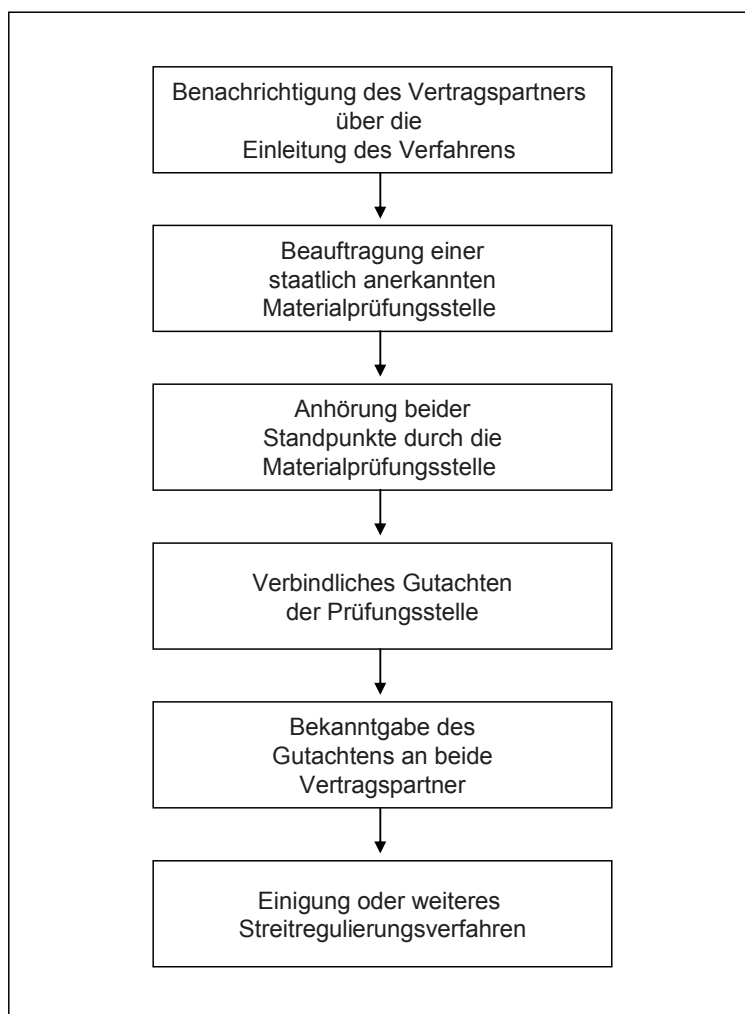 Benachrichtigung des Vertragspartners
über die
Einleitung des Verfahrens
Beauftragung einer
staatlich anerkannten
Materialprüfungsstelle
Anhörung beider
Standpunkte durch die
Materialprüfungsstelle
Verbindliches Gutachten
der Prüfungsstelle
Bekanntgabe des
Gutachtens an beide
Vertragspartner
Einigung oder weiteres
Streitregulierungsverfahren